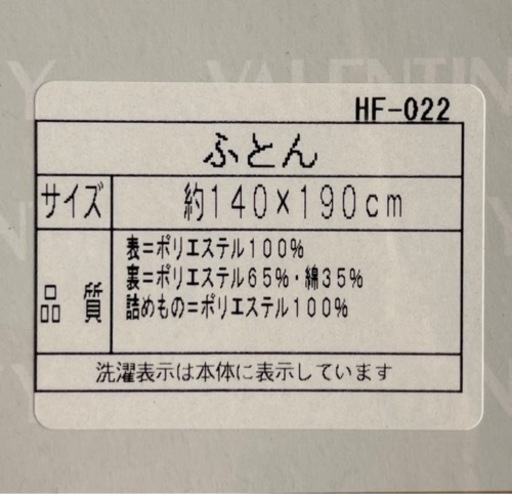 Y VALENTIN
HF-022
ふとん
サイズ 約140×190cm
品質
表=ポリエステル100%
裏=ポリエステル65%・綿35%
詰めもの=ポリエステル100%
洗濯表示は本体に表示しています